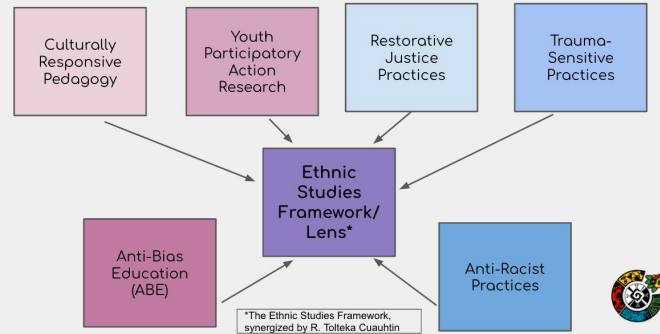 Culturally
Responsive
Pedagogy
Youth
Participatory
Action
Research
Restorative
Justice
Practices
Trauma-
Sensitive
Practices
Ethnic
Studies
Framework/
Lens*
Anti-Bias
Education
(ABE)
Anti-Racist
Practices
*The Ethnic Studies Framework,
synergized by R. Tolteka Cuauhtin